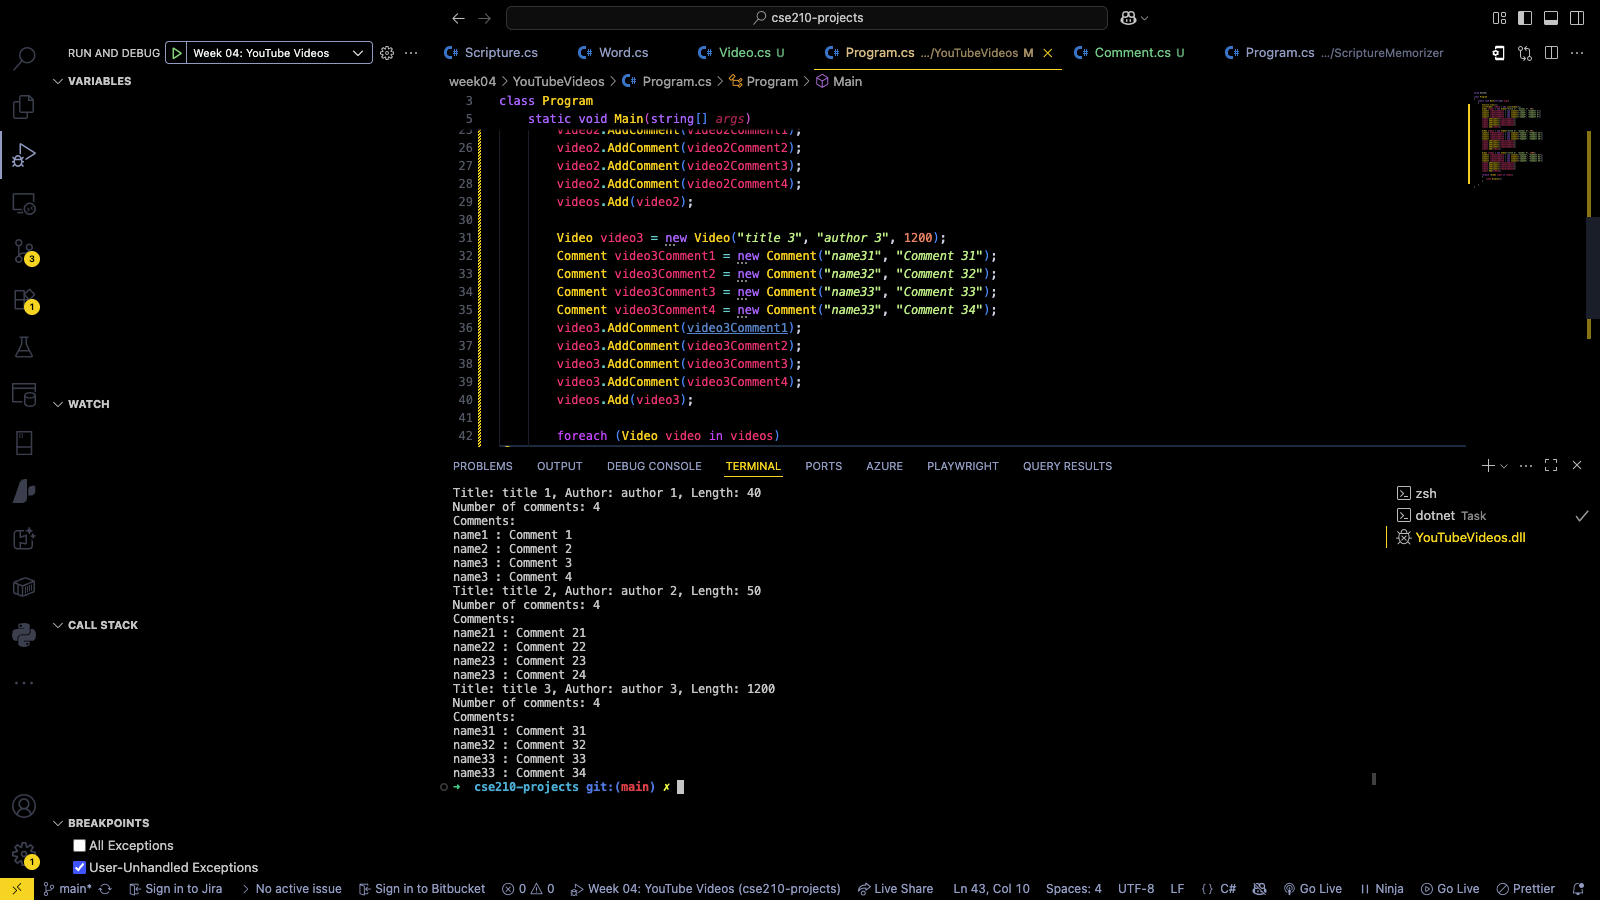 cse210-projects
RUN AND DEBUG Week 04: YouTube Videos
Scripture.cs Word.cs Video.cs U Program.cs .../YouTubeVideos M Comment.cs U Program.cs .../ScriptureMemorizer
VARIABLES
week04 > YouTubeVideos > Program.cs > Program > Main
3 class Program
5 static void Main(string[] args)
25 video2.AddComment(video2Comment1);
26 video2.AddComment(video2Comment2);
27 video2.AddComment(video2Comment3);
28 video2.AddComment(video2Comment4);
29 videos.Add(video2);
30
31 Video video3 = new Video("title 3", "author 3", 1200);
32 Comment video3Comment1 = new Comment("name31", "Comment 31");
33 Comment video3Comment2 = new Comment("name32", "Comment 32");
34 Comment video3Comment3 = new Comment("name33", "Comment 33");
35 Comment video3Comment4 = new Comment("name33", "Comment 34");
36 video3.AddComment(video3Comment1);
37 video3.AddComment(video3Comment2);
38 video3.AddComment(video3Comment3);
39 video3.AddComment(video3Comment4);
40 videos.Add(video3);
41
42 foreach (Video video in videos)
3
1
WATCH
PROBLEMS OUTPUT DEBUG CONSOLE TERMINAL PORTS AZURE PLAYWRIGHT QUERY RESULTS
Title: title 1, Author: author 1, Length: 40
Number of comments: 4
Comments:
name1 : Comment 1
name2 : Comment 2
name3 : Comment 3
name3 : Comment 4
Title: title 2, Author: author 2, Length: 50
Number of comments: 4
Comments:
name21 : Comment 21
name22 : Comment 22
name23 : Comment 23
name23 : Comment 24
Title: title 3, Author: author 3, Length: 1200
Number of comments: 4
Comments:
name31 : Comment 31
name32 : Comment 32
name33 : Comment 33
name33 : Comment 34
➜ cse210-projects git:(main) ✗
zsh
dotnet Task
YouTubeVideos.dll
CALL STACK
BREAKPOINTS
All Exceptions
User-Unhandled Exceptions
1
main* Sign in to Jira No active issue Sign in to Bitbucket 0 0 Week 04: YouTube Videos (cse210-projects) Live Share Ln 43, Col 10 Spaces: 4 UTF-8 LF {} C# Go Live Ninja Go Live Prettier